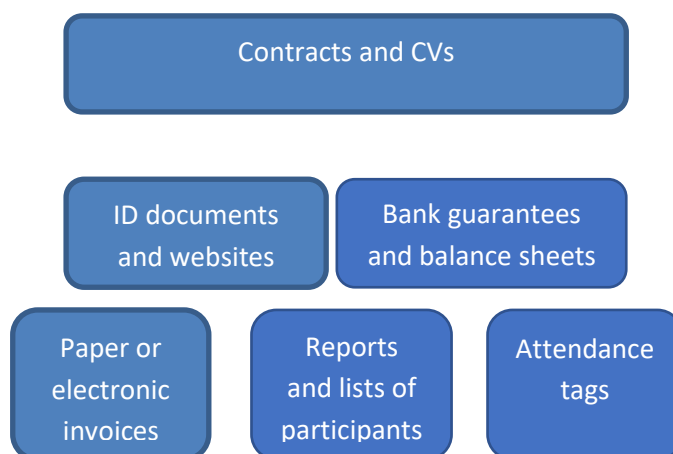 Contracts and CVs
ID documents
and websites
Bank guarantees
and balance sheets
Paper or
electronic
invoices
Reports
and lists of
participants
Attendance
tags